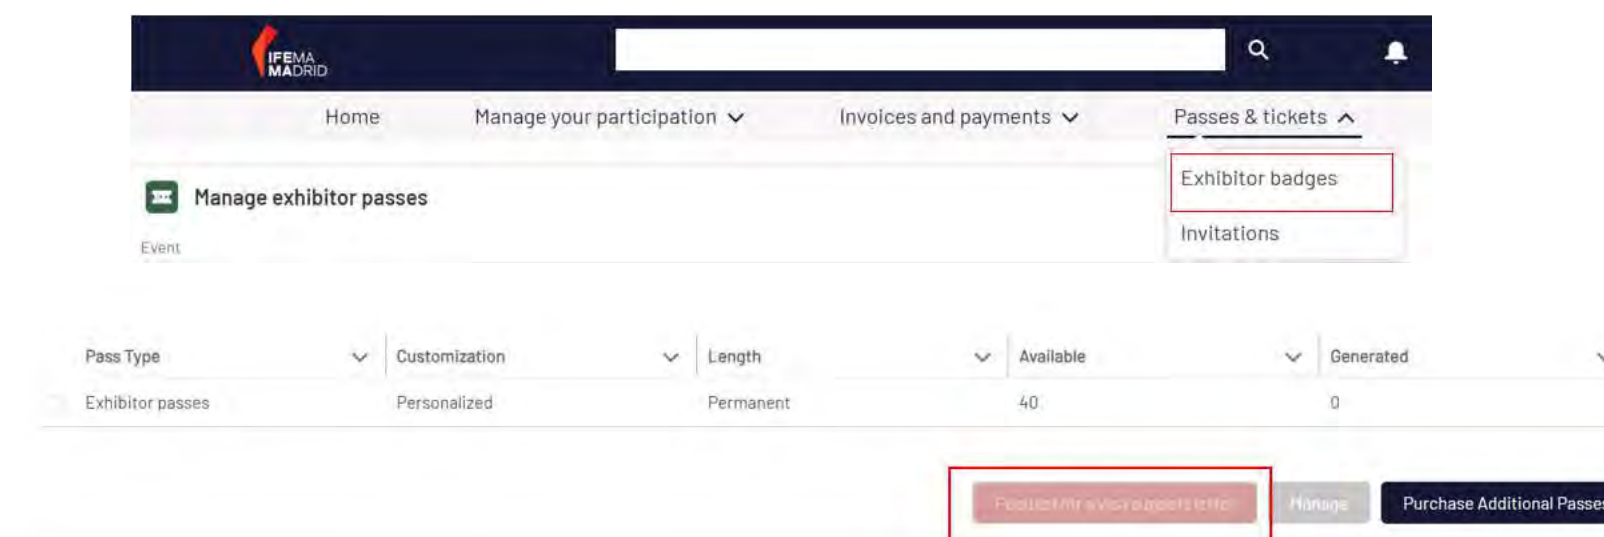 IFEMA
MADRID
Home
Manage your participation
Invoices and payments
Passes & tickets
Exhibitor badges
Invitations
Manage exhibitor passes
Event
Pass Type
Customization
Length
Available
Generated
Exhibitor passes
Personalized
Permanent
40
0
Manage
Purchase Additional Passes